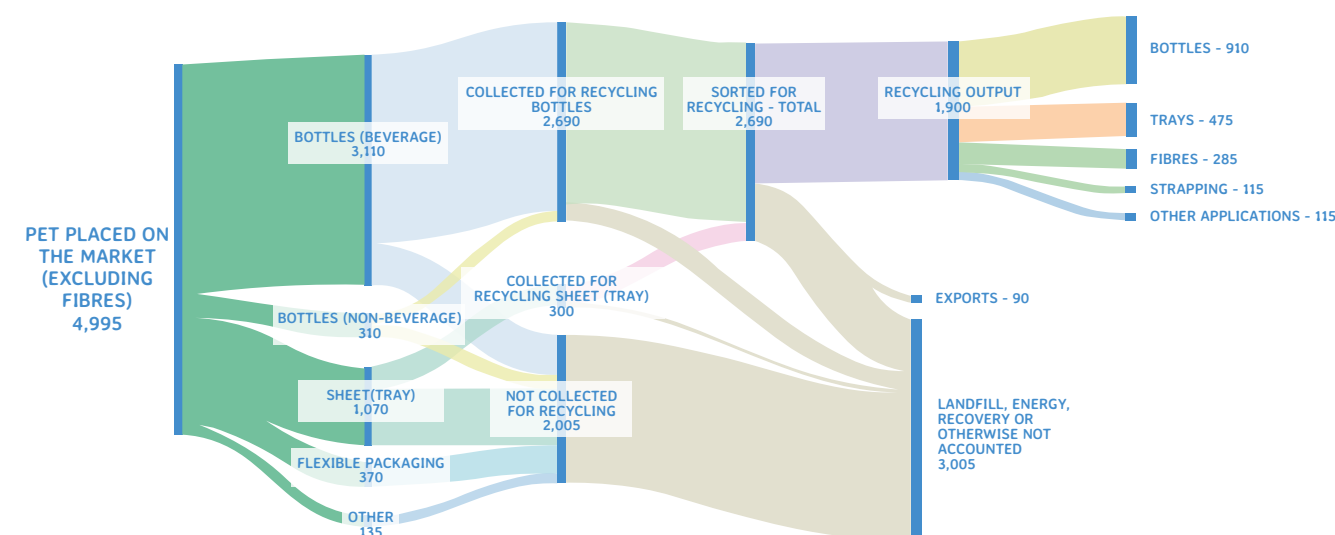 PET PLACED ON
THE MARKET
(EXCLUDING
FIBRES)
4,995
BOTTLES (BEVERAGE)
3,110
BOTTLES (NON-BEVERAGE)
310
SHEET(TRAY)
1,070
FLEXIBLE PACKAGING
370
OTHER
135
COLLECTED FOR RECYCLING
BOTTLES
2,690
COLLECTED FOR
RECYCLING SHEET (TRAY)
300
NOT COLLECTED
FOR RECYCLING
2,005
SORTED FOR
RECYCLING - TOTAL
2,690
RECYCLING OUTPUT
1,900
BOTTLES - 910
TRAYS - 475
FIBRES - 285
STRAPPING - 115
OTHER APPLICATIONS - 115
EXPORTS - 90
LANDFILL, ENERGY,
RECOVERY OR
OTHERWISE NOT
ACCOUNTED
3,005